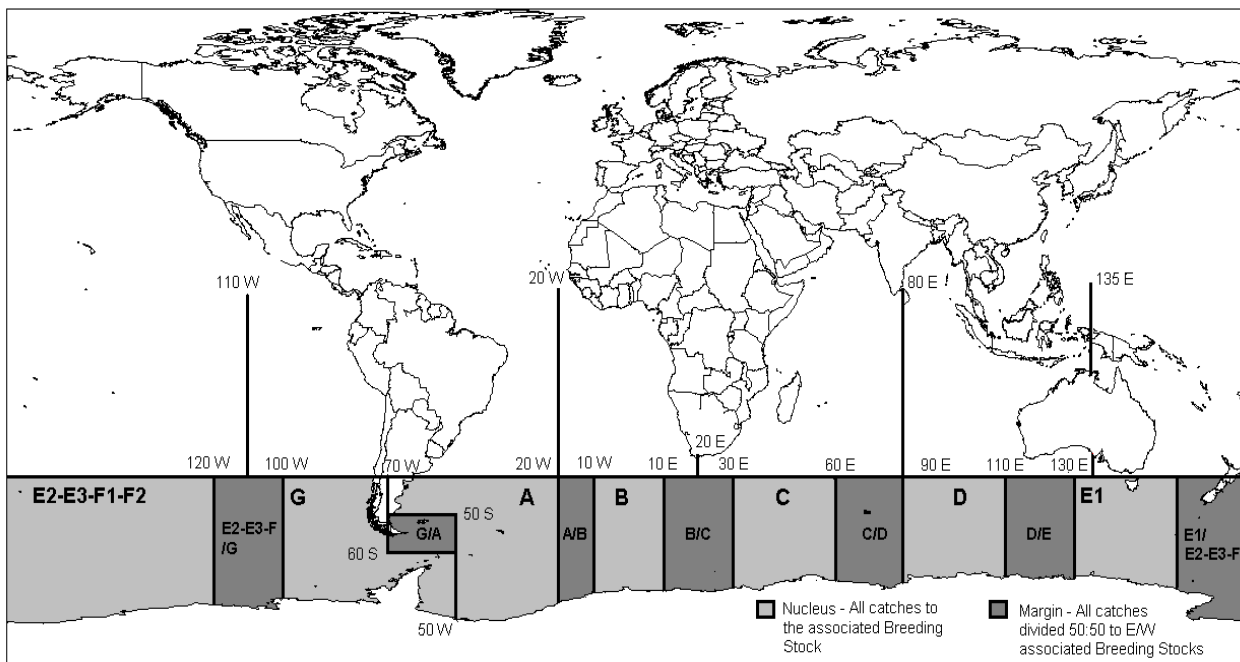 110 W
20 W
80 E
135 E
20 E
120 W
100 W
70 W
20 W
10 W
10 E
30 E
60 E
90 E
110 E
130 E
E2-E3-F1-F2
G
A
B
C
D
E1
50 S
E2-E3-F
/G
G/A
A/B
B/C
C/D
D/E
E1/
E2-E3-F
60 S
50 W
Nucleus - All catches to
the associated Breeding
Stock
Margin - All catches
divided 50:50 to E/W
associated Breeding Stocks